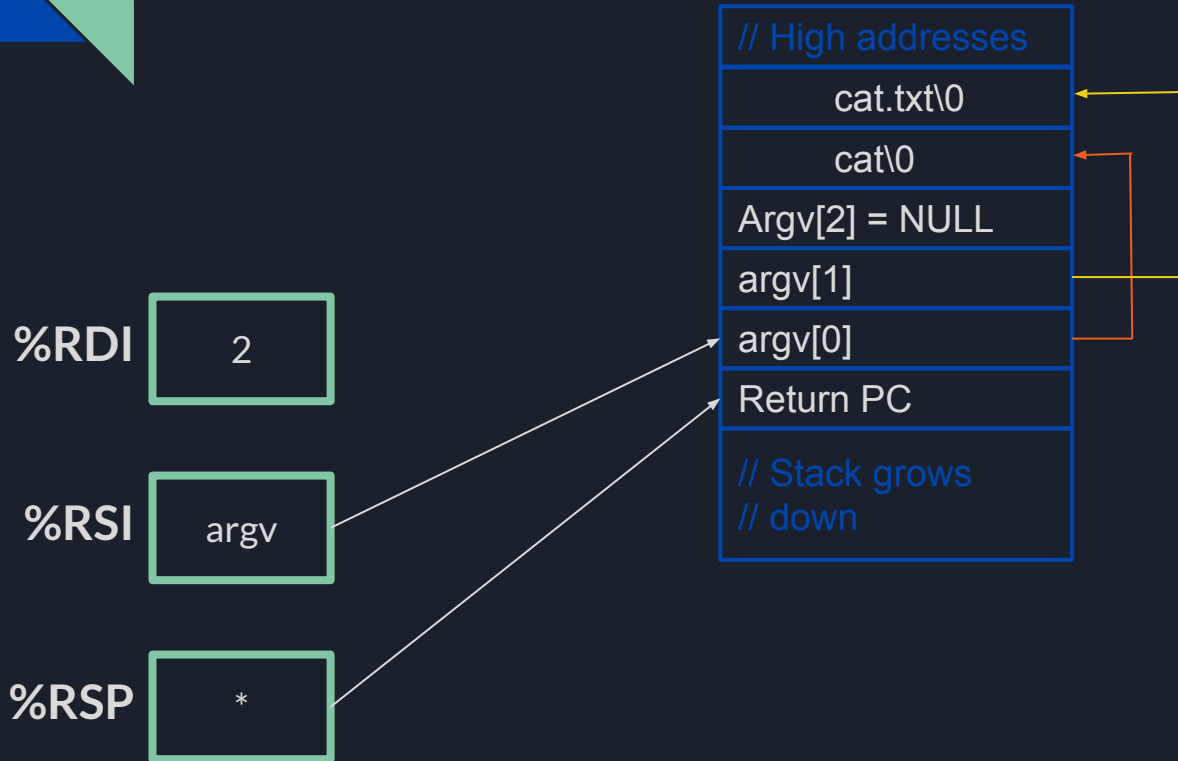 // High addresses
cat.txt\0
cat\0
Argv[2] = NULL
argv[1]
argv[0]
Return PC
// Stack grows
// down
%RDI
2
%RSI
argv
%RSP
*